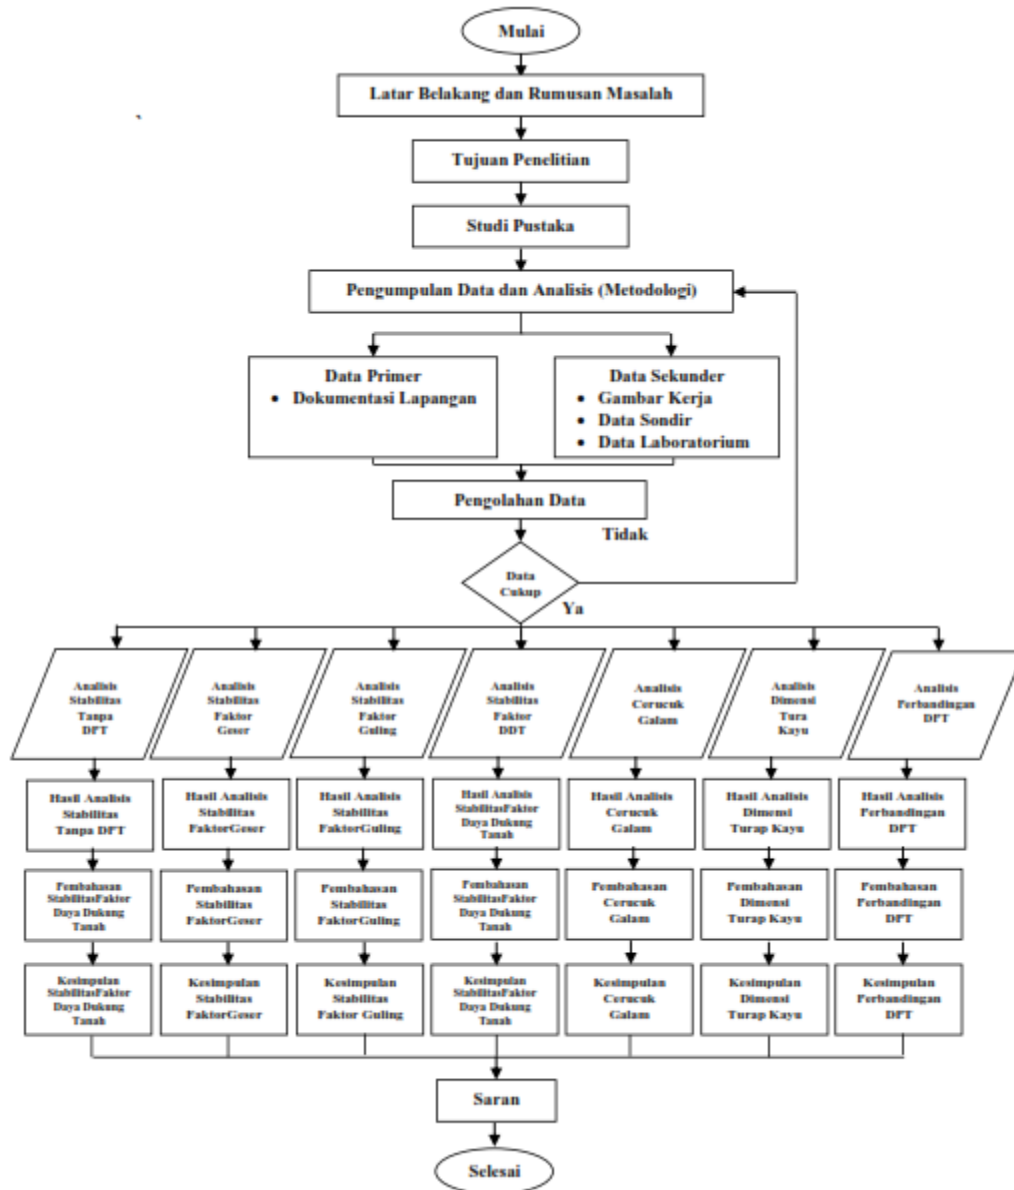 Mulai
Latar Belakang dan Rumusan Masalah
Tujuan Penelitian
Studi Pustaka
Pengumpulan Data dan Analisis (Metodologi)
Data Primer
• Dokumentasi Lapangan
Data Sekunder
• Gambar Kerja
• Data Sondir
• Data Laboratorium
Pengolahan Data
Tidak
Data
Cukup
Ya
Analisis
Stabilitas
Tanpa
DPT
Analisis
Stabilitas
Faktor
Geser
Analisis
Stabilitas
Faktor
Guling
Analisis
Stabilitas
Faktor
DDT
Analisis
Cerucuk
Galam
Analisis
Dimensi
Tura
Kayu
Analisis
Perbandingan
DPT
Hasil Analisis
Stabilitas
Tanpa DPT
Hasil Analisis
Stabilitas
FaktorGeser
Hasil Analisis
Stabilitas
FaktorGuling
Hasil Analisis
StabilitasFaktor
Daya Dukung
Tanah
Hasil Analisis
Cerucuk
Galam
Hasil Analisis
Dimensi
Turap Kayu
Hasil Analisis
Perbandingan
DPT
Pembahasan
StabilitasFaktor
Daya Dukung
Tanah
Pembahasan
Stabilitas
FaktorGeser
Pembahasan
Stabilitas
FaktorGuling
Pembahasan
StabilitasFaktor
Daya Dukung
Tanah
Pembahasan
Cerucuk
Galam
Pembahasan
Dimensi
Turap Kayu
Pembahasan
Perbandingan
DPT
Kesimpulan
StabilitasFaktor
Daya Dukung
Tanah
Kesimpulan
Stabilitas
FaktorGeser
Kesimpulan
Stabilitas
Faktor Guling
Kesimpulan
StabilitasFaktor
Daya Dukung
Tanah
Kesimpulan
Cerucuk
Galam
Kesimpulan
Dimensi
Turap Kayu
Kesimpulan
Perbandingan
DPT
Saran
Selesai